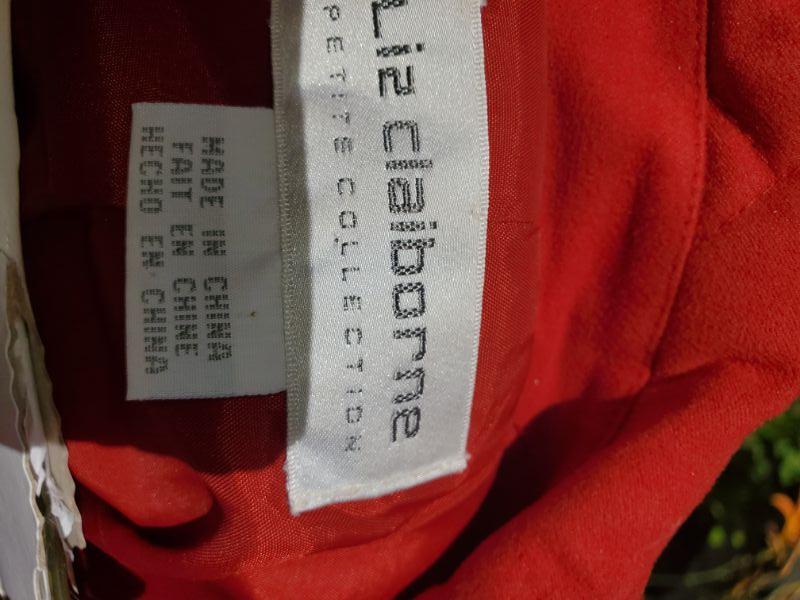 Liz claiborne
PETITE COLLECTION
MADE IN CHINA
FAIT EN CHINE
HECHO EN CHINA